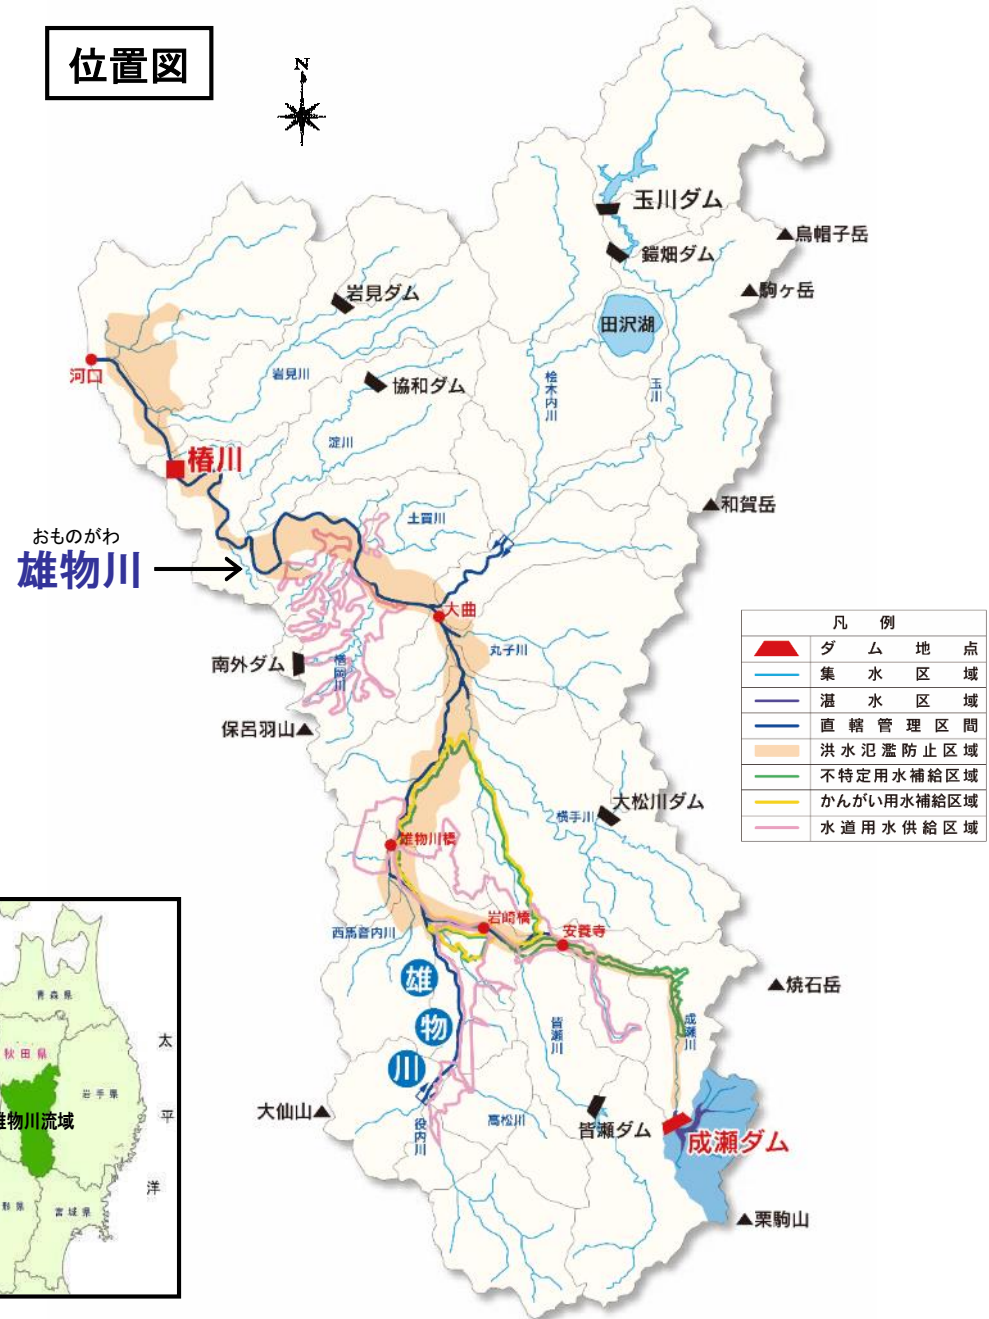 位置図
N
玉川ダム
烏帽子岳
鎧畑ダム
駒ヶ岳
岩見ダム
田沢湖
河口
岩見川
協和ダム
桧木内川
玉川
淀川
椿川
和賀岳
土買川
おものがわ
雄物川
大曲
丸子川
南外ダム
楢岡川
保呂羽山
凡例
ダム地点
集水区域
湛水区域
直轄管理区間
洪水氾濫防止区域
不特定用水補給区域
かんがい用水補給区域
水道用水供給区域
大松川ダム
横手川
雄物川橋
岩崎橋
安養寺
西馬音内川
雄
物
川
焼石岳
成瀬川
皆瀬川
大仙山
役内川
高松川
皆瀬ダム
成瀬ダム
栗駒山
青森県
秋田県
岩手県
雄物川流域
形県
宮城県
太
平
洋